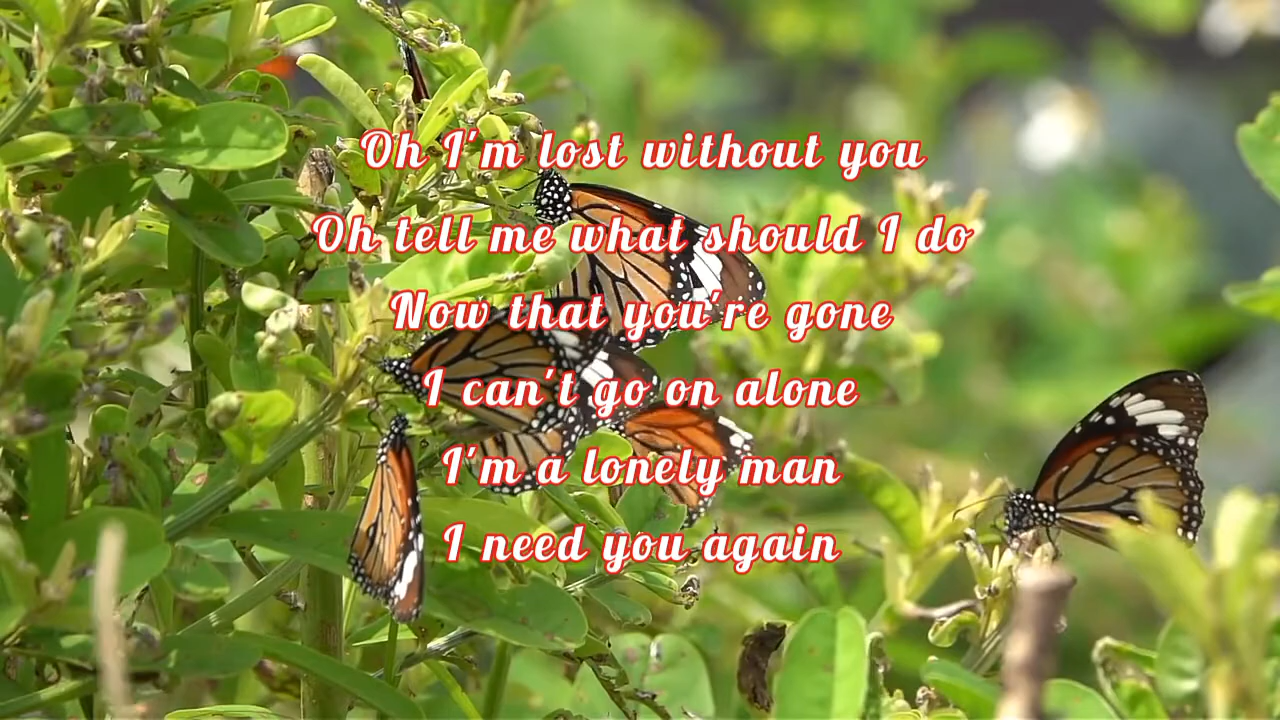 Oh I'm lost without you
Oh tell me what should I do
Now that you're gone
I can't go on alone
I'm a lonely man
I need you again